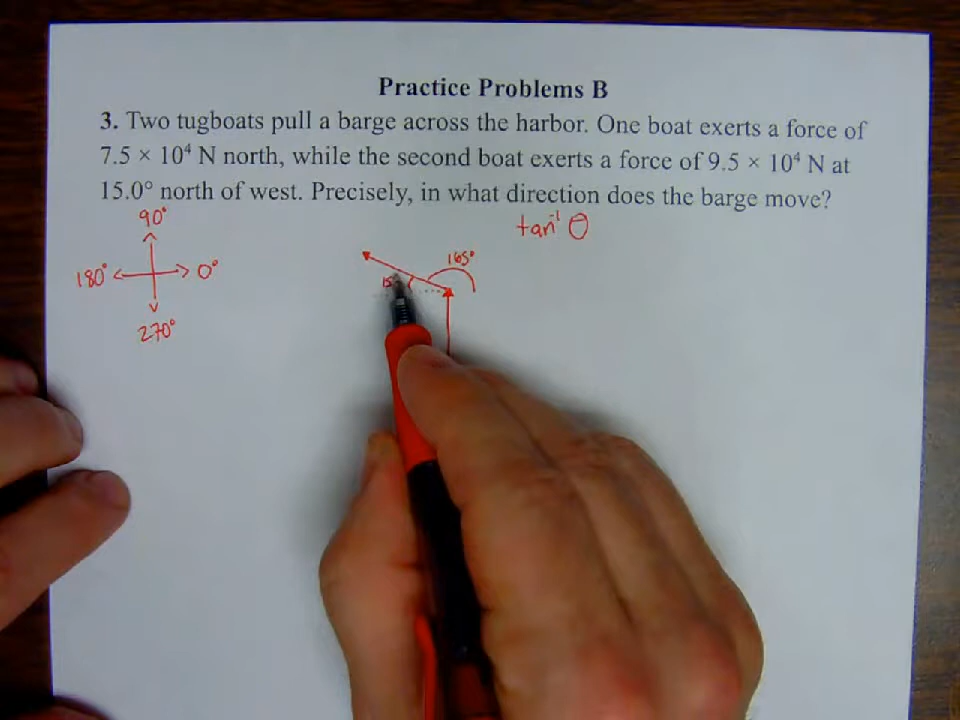 Practice Problems B
3. Two tugboats pull a barge across the harbor. One boat exerts a force of
7.5 × 10⁴ N north, while the second boat exerts a force of 9.5 × 10⁴ N at
15.0° north of west. Precisely, in what direction does the barge move?
90°
tan⁻¹ θ
165°
180° 0°
270°